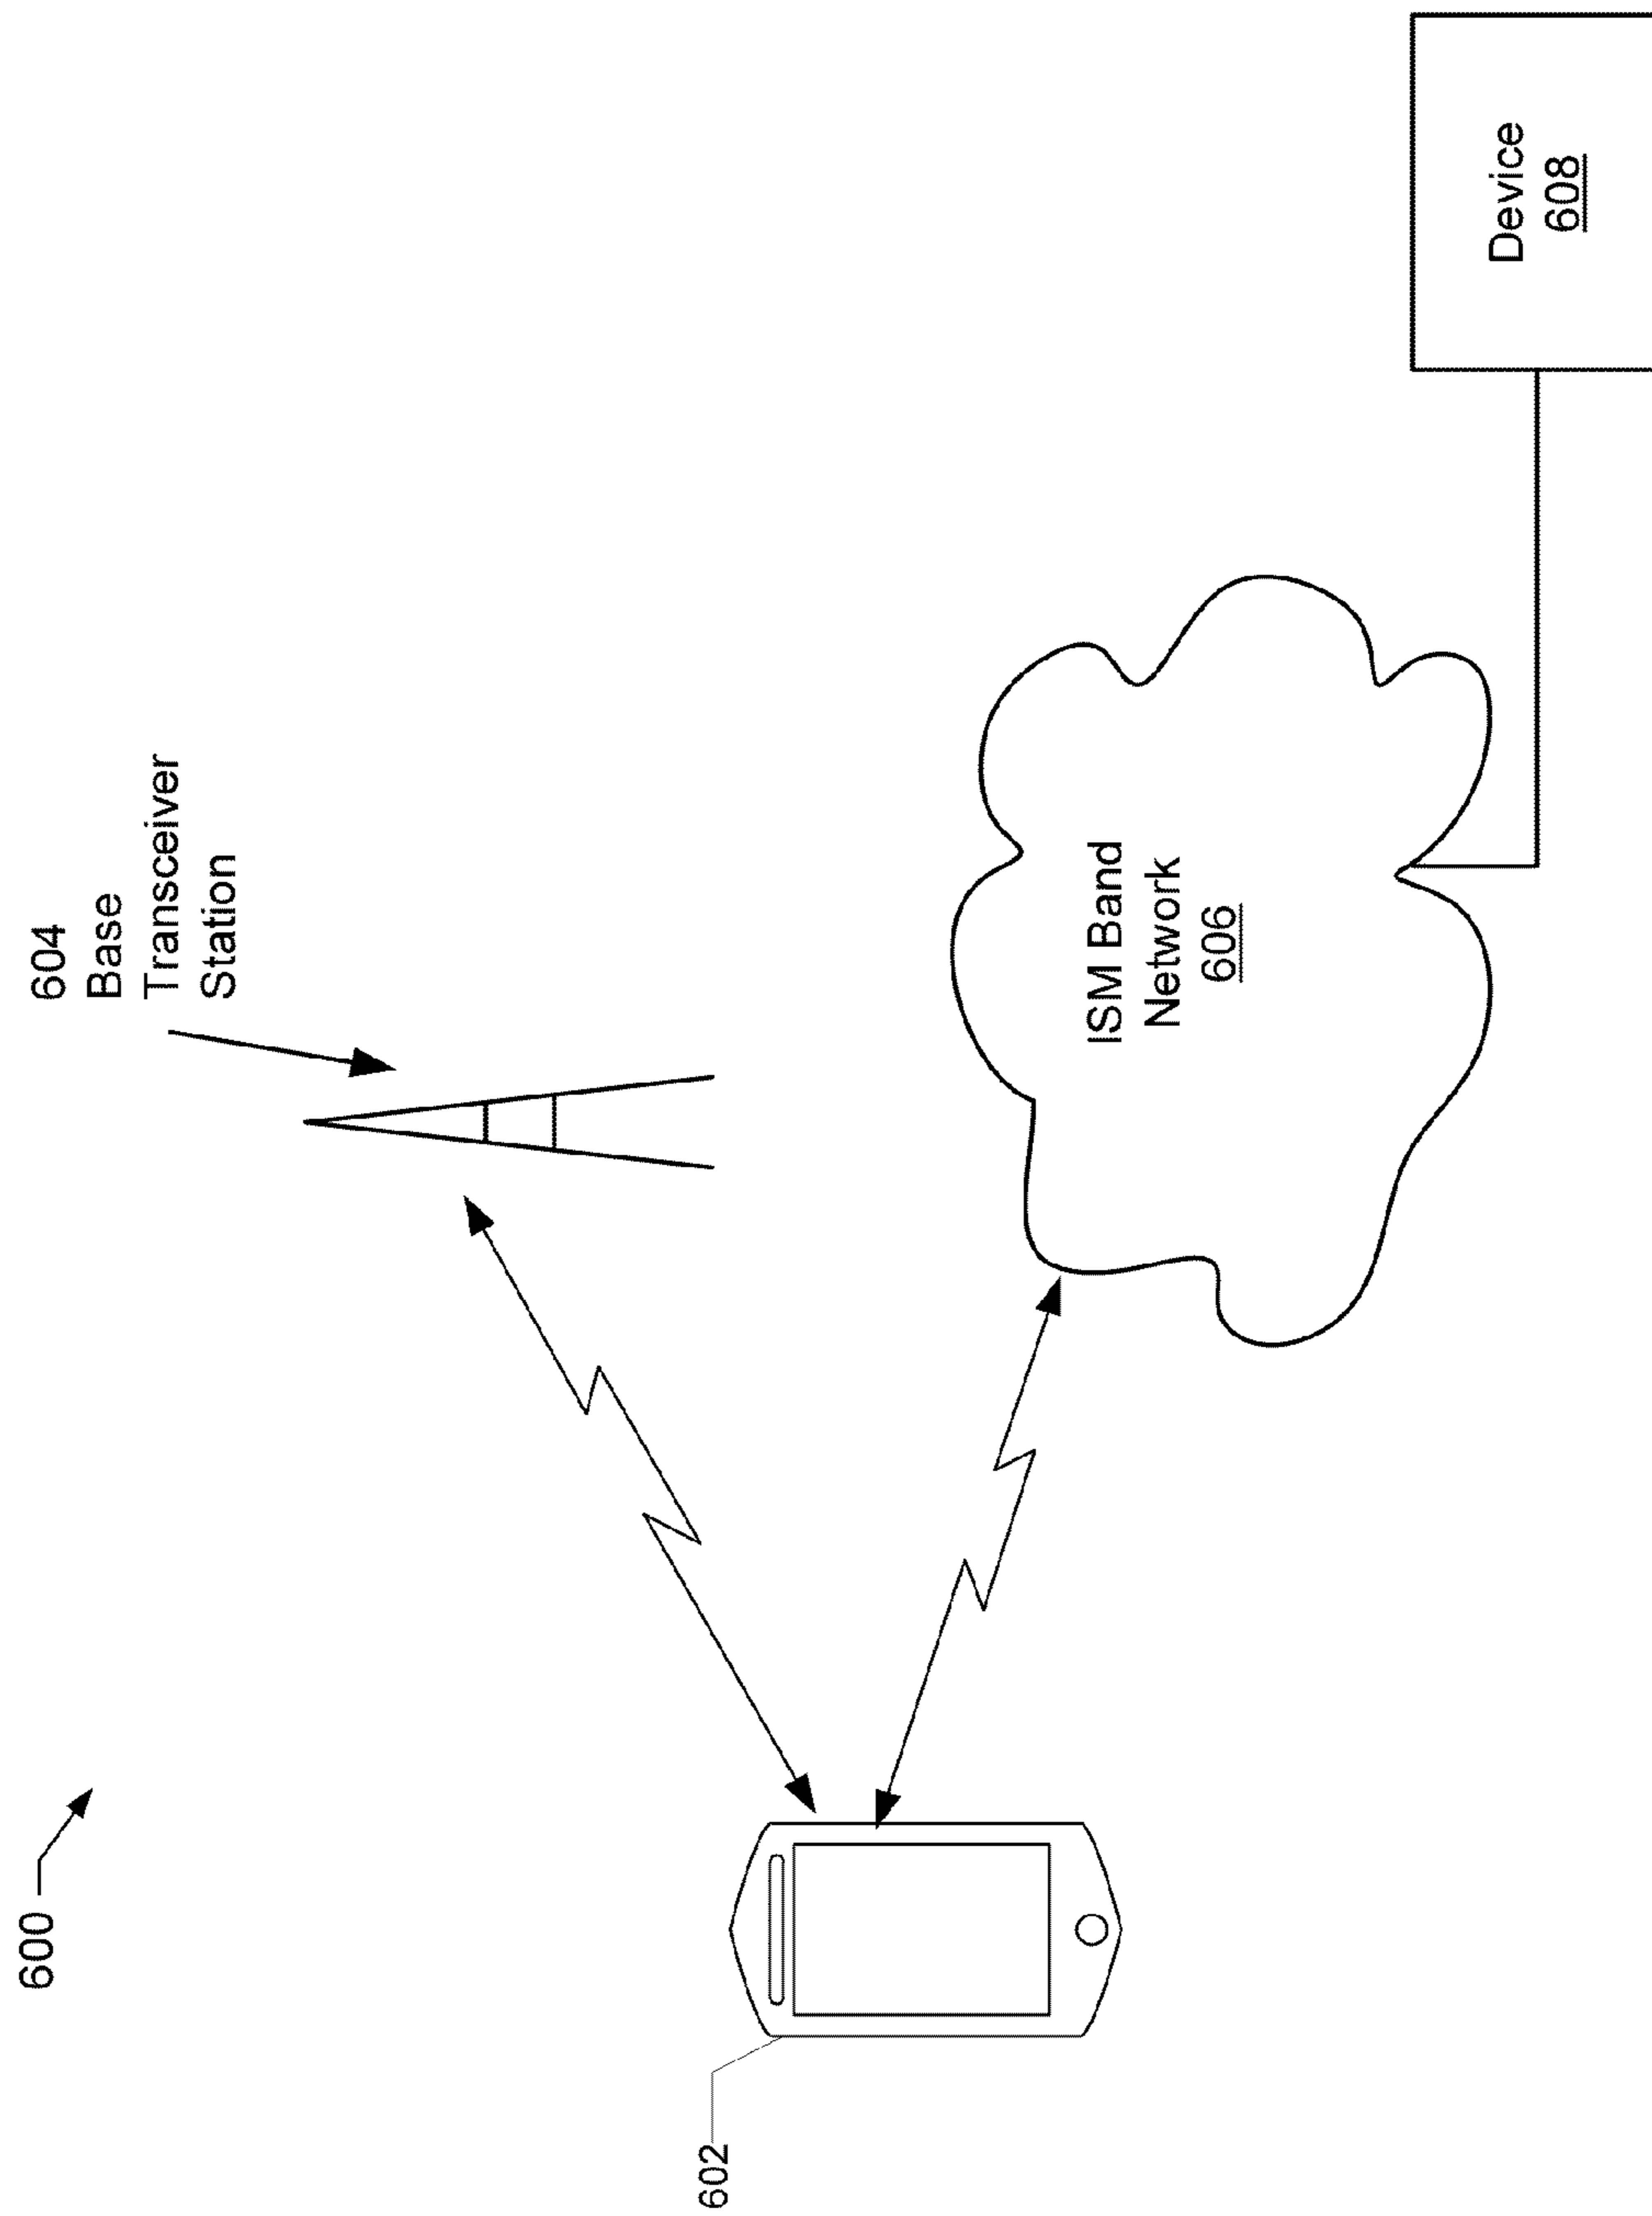 600
604
Base
Transceiver
Station
602
ISM Band
Network
606
Device
608